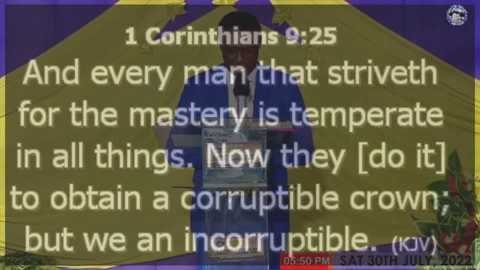 1 Corinthians 9:25
And every man that striveth
for the mastery is temperate
in all things. Now they [do it]
to obtain a corruptible crown;
but we an incorruptible. (KJV)
05:50 PM SAT 30TH JULY, 2022